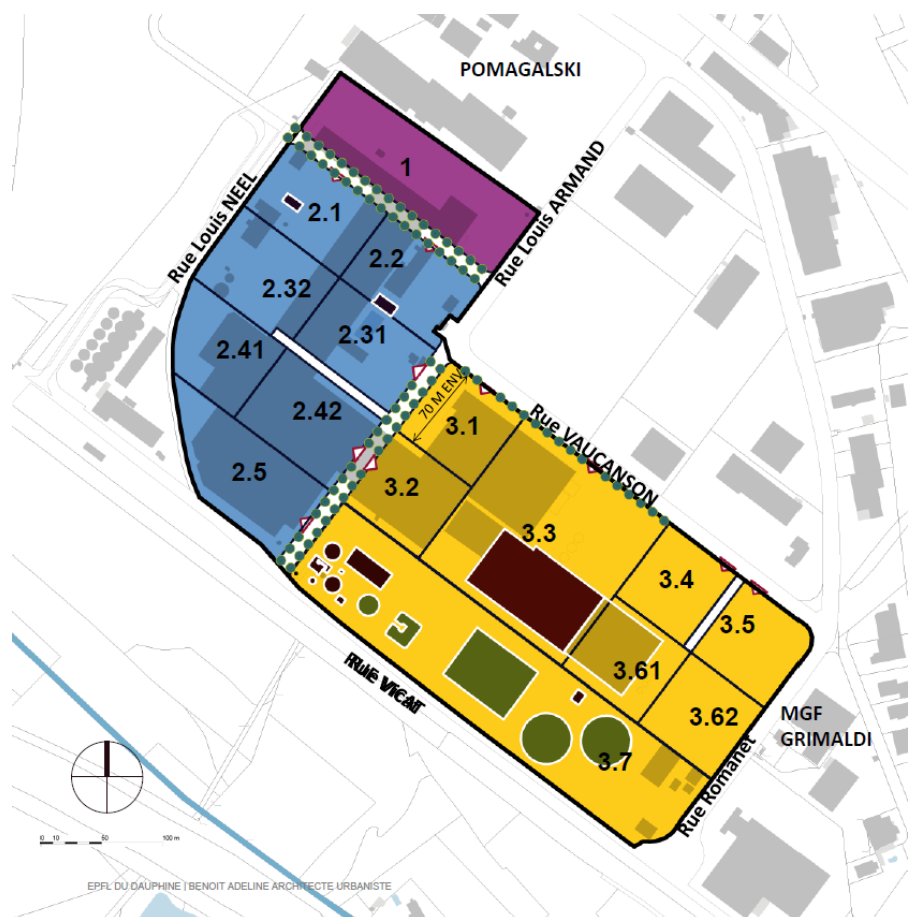 POMAGALSKI
1
Rue Louis ARMAND
Rue Louis NEEL
2.1
2.2
2.32
2.31
2.41
70 M ENV
2.42
3.1
Rue VAUCANSON
2.5
3.2
3.3
3.4
3.5
3.61
Rue VICAT
3.62
MGF
GRIMALDI
3.7
Rue Romanet
0 10 50 100 m
EPFL DU DAUPHINE | BENOIT ADELINE ARCHITECTE URBANISTE